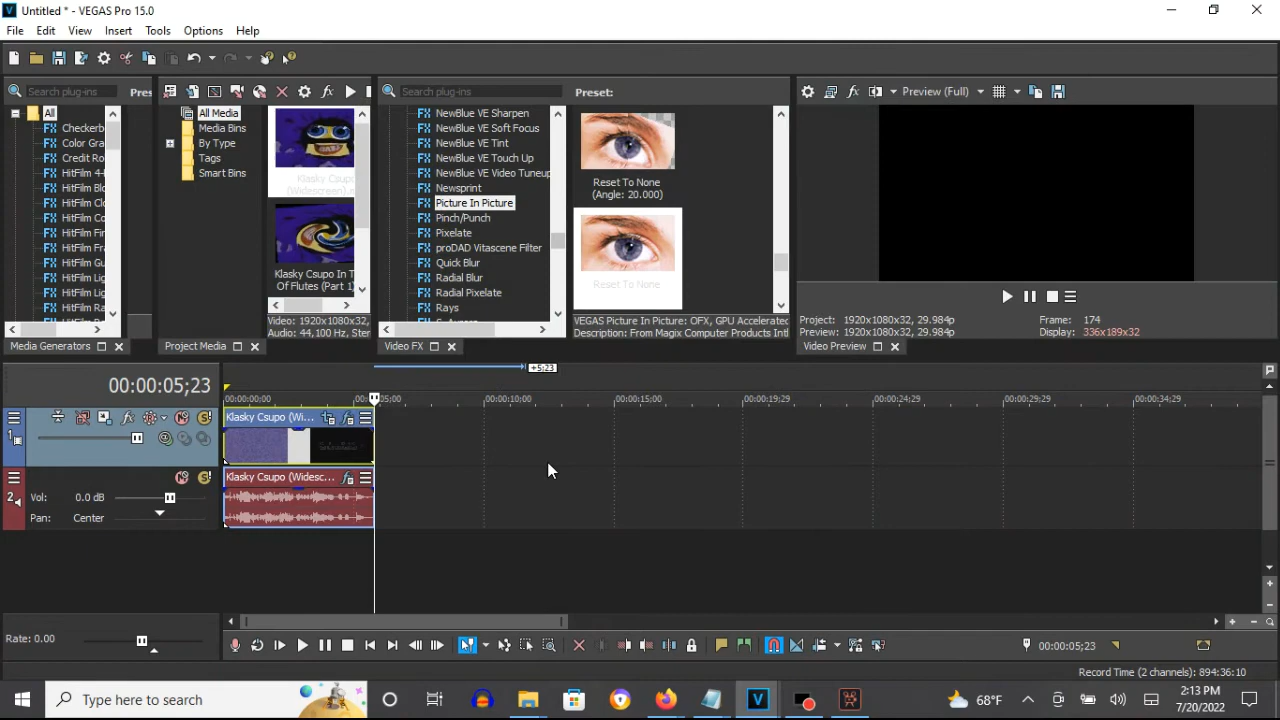 Untitled * - VEGAS Pro 15.0
File Edit View Insert Tools Options Help
Search plug-ins
Pres
All
Checkerb
Color Gra
Credit Ro
HitFilm 4-
HitFilm Blo
HitFilm Clo
HitFilm Co
HitFilm Fin
HitFilm Fra
HitFilm Gu
HitFilm Lea
HitFilm Lig
HitFilm Ra
Media Generators
All Media
Media Bins
By Type
Tags
Smart Bins
Klasky Csupo
(Widescreen).m
Klasky Csupo In T
Of Flutes (Part 1)
Video: 1920x1080x32,
Audio: 44,100 Hz, Ster
Project Media
Search plug-ins
NewBlue VE Sharpen
NewBlue VE Soft Focus
NewBlue VE Tint
NewBlue VE Touch Up
NewBlue VE Video Tuneup
Newsprint
Picture In Picture
Pinch/Punch
Pixelate
proDAD Vitascene Filter
Quick Blur
Radial Blur
Radial Pixelate
Rays
Video FX
Preset:
Reset To None
(Angle: 20.000)
Reset To None
VEGAS Picture In Picture: OFX, GPU Accelerated
Description: From Magix Computer Products Intl
Preview (Full)
Project: 1920x1080x32, 29.984p
Preview: 1920x1080x32, 29.984p
Frame: 174
Display: 336x189x32
Video Preview
+5;23
00:00:05;23
00:00:00;00 00:00:05;00 00:00:10;00 00:00:15;00 00:00:19;29 00:00:24;29 00:00:29;29 00:00:34;29
1
Klasky Csupo (Wi...
2
Klasky Csupo (Widesc...
Vol: 0.0 dB
Pan: Center
Rate: 0.00
00:00:05;23
Record Time (2 channels): 894:36:10
Type here to search
68°F
2:13 PM
7/20/2022